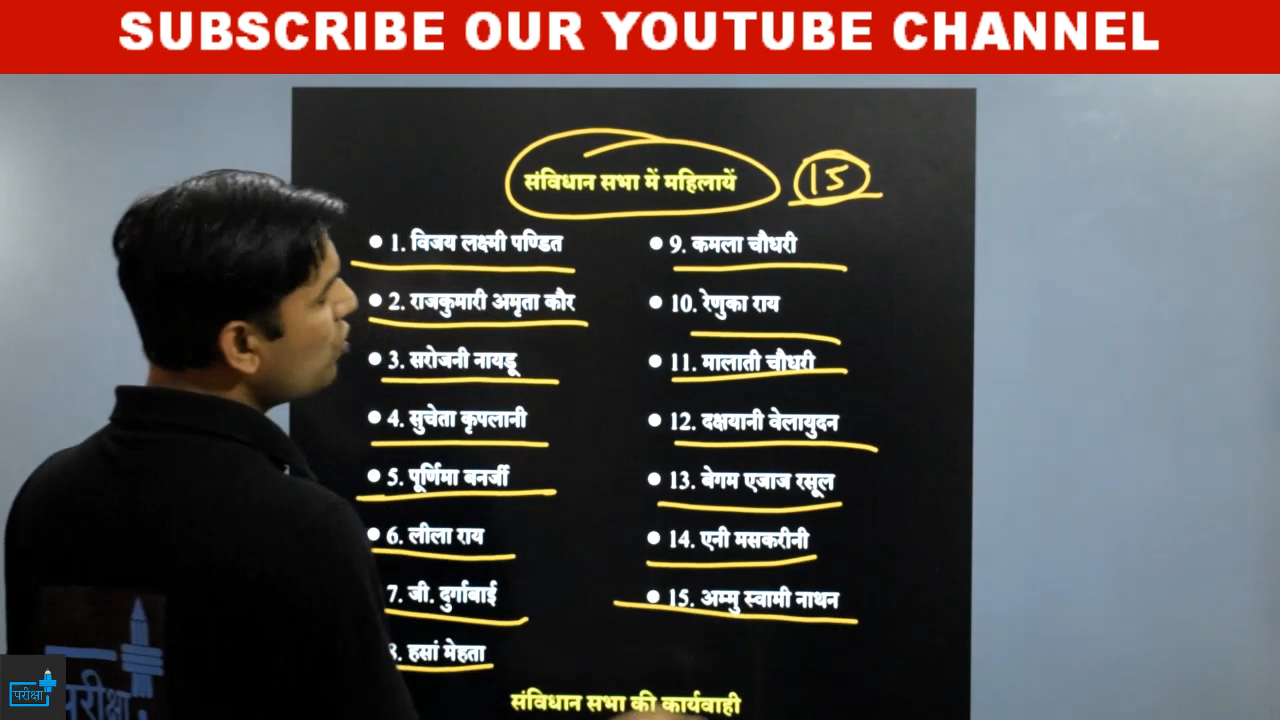 SUBSCRIBE OUR YOUTUBE CHANNEL
संविधान सभा में महिलायें
15
1. विजय लक्ष्मी पण्डित
2. राजकुमारी अमृता कौर
3. सरोजनी नायडू
4. सुचेता कृपलानी
5. पूर्णिमा बनर्जी
6. लीला राय
7. जी. दुर्गाबाई
8. हसां मेहता
9. कमला चौधरी
10. रेणुका राय
11. मालाती चौधरी
12. दक्षयानी वेलायुदन
13. बेगम एजाज रसूल
14. एनी मसकरीनी
15. अम्मु स्वामी नाथन
संविधान सभा की कार्यवाही
परीक्षा
परीक्षा